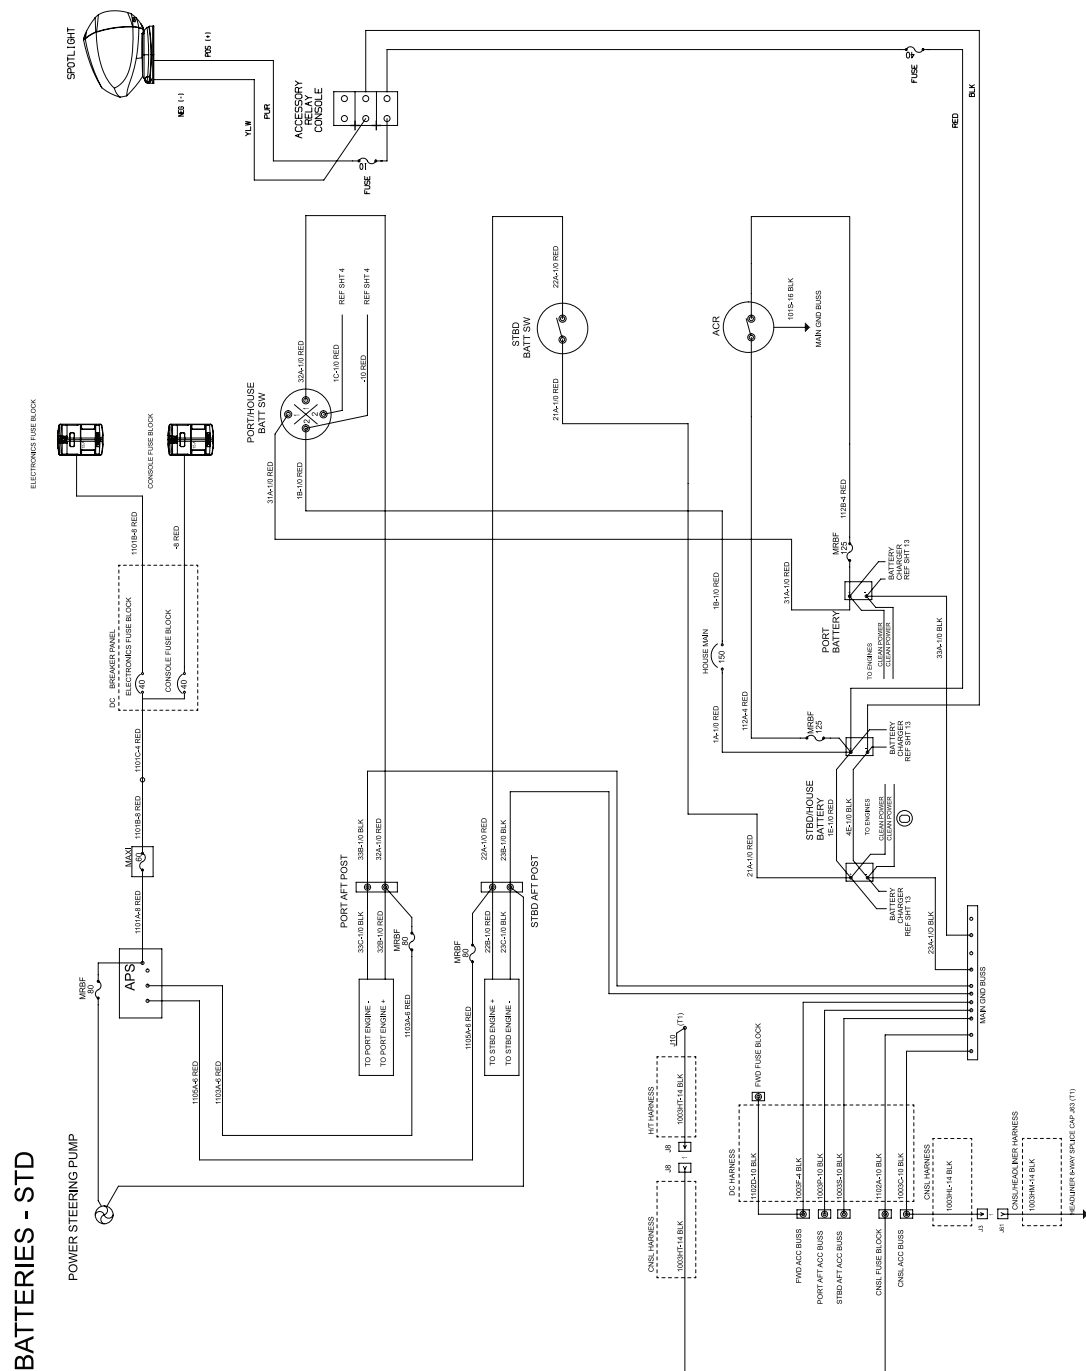 BATTERIES - STD
SPOTLIGHT
POS (+)
NEG (-)
YLW
PUR
ACCESSORY
RELAY
CONSOLE
10
FUSE
40
FUSE
RED
BLK
ELECTRONICS FUSE BLOCK
CONSOLE FUSE BLOCK
1101B-8 RED
-8 RED
DC BREAKER PANEL
ELECTRONICS FUSE BLOCK
40
CONSOLE FUSE BLOCK
40
1101C-4 RED
1101B-8 RED
MAXI
60
1101A-8 RED
APS
MRBF
80
1105A-6 RED
1103A-6 RED
POWER STEERING PUMP
PORT/HOUSE
BATT SW
1
1
2
2
32A-1/0 RED
1C-1/0 RED
REF SHT 4
-10 RED
REF SHT 4
31A-1/0 RED
1B-1/0 RED
STBD
BATT SW
22A-1/0 RED
21A-1/0 RED
ACR
101S-16 BLK
MAIN GND BUSS
112B-4 RED
MRBF
125
BATTERY
CHARGER
REF SHT 13
PORT
BATTERY
31A-1/0 RED
TO ENGINES
CLEAN POWER
CLEAN POWER
33A-1/0 BLK
1B-1/0 RED
HOUSE MAIN
150
1A-1/0 RED
112A-4 RED
MRBF
125
BATTERY
CHARGER
REF SHT 13
STBD/HOUSE
BATTERY
1E-1/0 RED
4E-1/0 BLK
TO ENGINES
CLEAN POWER
CLEAN POWER
O
21A-1/0 RED
BATTERY
CHARGER
REF SHT 13
23A-1/O BLK
MAIN GND BUSS
PORT AFT POST
33B-1/0 BLK
32A-1/0 RED
33C-1/0 BLK
32B-1/0 RED
MRBF
80
TO PORT ENGINE -
TO PORT ENGINE +
1103A-6 RED
STBD AFT POST
22A-1/0 RED
23B-1/0 BLK
22B-1/0 RED
23C-1/0 BLK
MRBF
80
1105A-6 RED
TO STBD ENGINE +
TO STBD ENGINE -
J10
(T1)
H/T HARNESS
1003HT-14 BLK
J8
1
J8
CNSL HARNESS
1003HT-14 BLK
FWD FUSE BLOCK
DC HARNESS
1102D-10 BLK
1003F-4 BLK
1003P-10 BLK
1003S-10 BLK
1102A-10 BLK
1003C-10 BLK
FWD ACC BUSS
PORT AFT ACC BUSS
STBD AFT ACC BUSS
CNSL FUSE BLOCK
CNSL ACC BUSS
CNSL HARNESS
1003HL-14 BLK
J3
J61
CNSL/HEADLINER HARNESS
1003HM-14 BLK
HEADLINER 8-WAY SPLICE CAP J63 (T1)